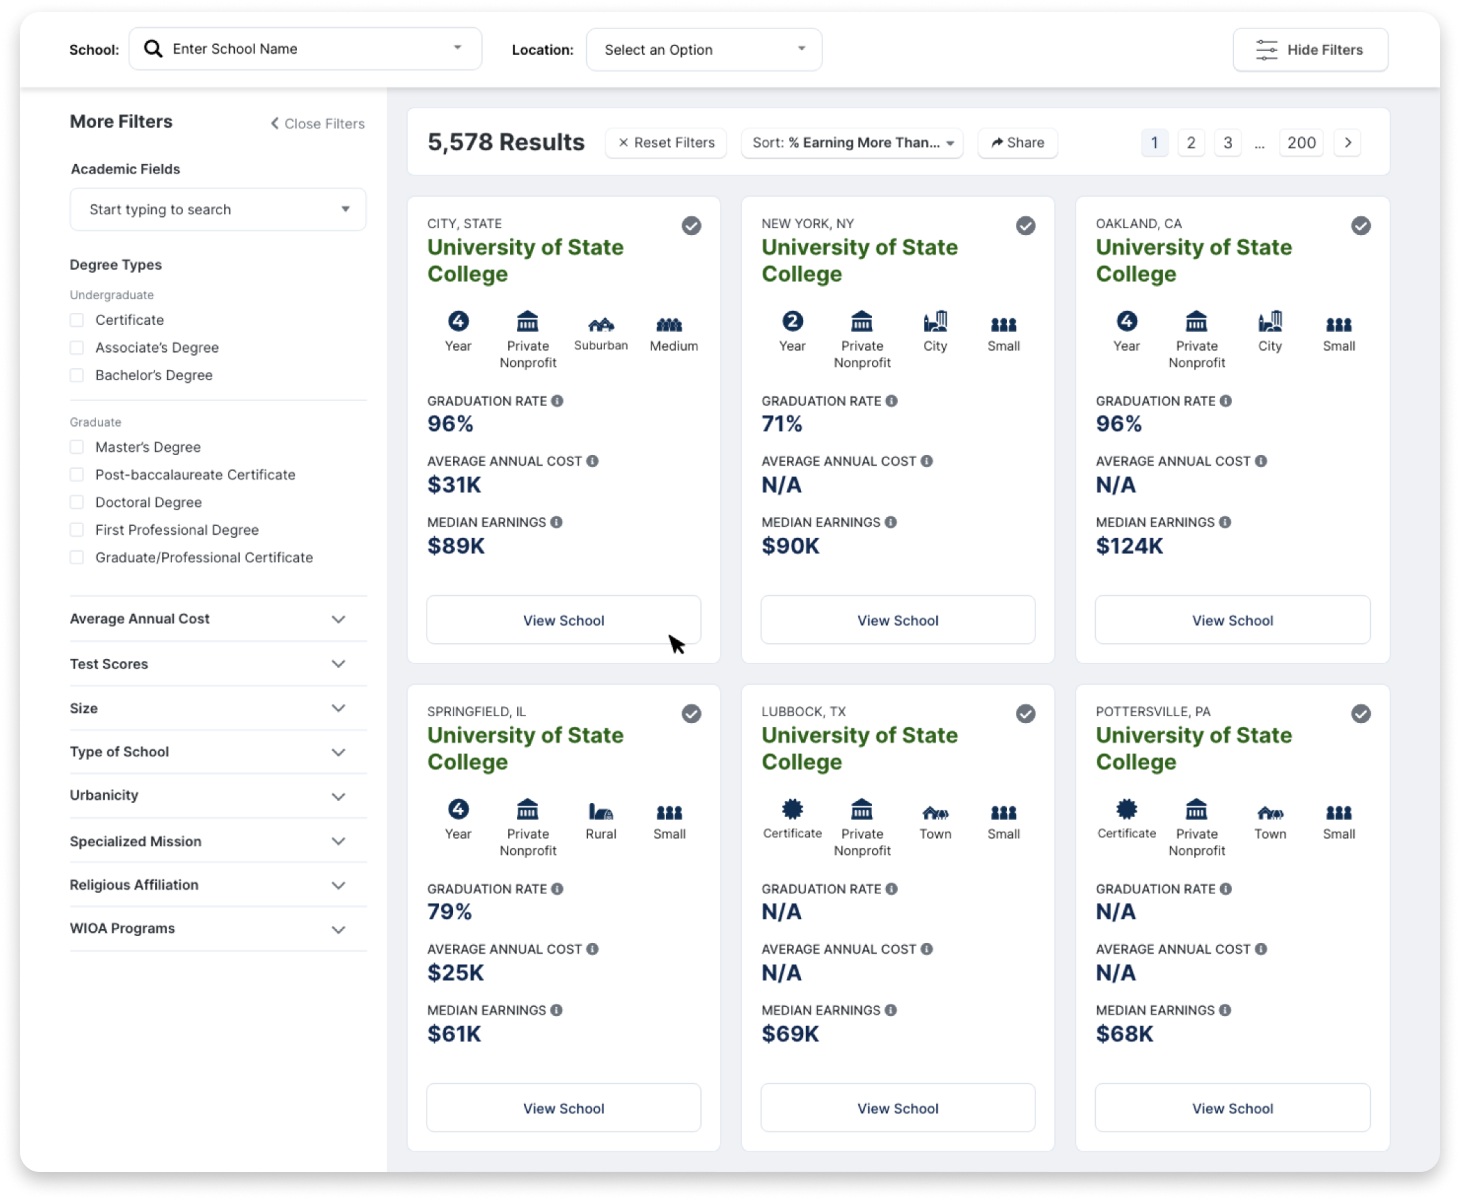 School:
Enter School Name
Location:
Select an Option
Hide Filters
More Filters
Close Filters
Academic Fields
Start typing to search
Degree Types
Undergraduate
Certificate
Associate's Degree
Bachelor's Degree
Graduate
Master's Degree
Post-baccalaureate Certificate
Doctoral Degree
First Professional Degree
Graduate/Professional Certificate
Average Annual Cost
Test Scores
Size
Type of School
Urbanicity
Specialized Mission
Religious Affiliation
WIOA Programs
5,578 Results
× Reset Filters
Sort: % Earning More Than...
Share
1 2 3 ... 200 >
CITY, STATE
University of State
College
4
Year
Private
Nonprofit
Suburban
Medium
GRADUATION RATE
96%
AVERAGE ANNUAL COST
$31K
MEDIAN EARNINGS
$89K
View School
NEW YORK, NY
University of State
College
2
Year
Private
Nonprofit
City
Small
GRADUATION RATE
71%
AVERAGE ANNUAL COST
N/A
MEDIAN EARNINGS
$90K
View School
OAKLAND, CA
University of State
College
4
Year
Private
Nonprofit
City
Small
GRADUATION RATE
96%
AVERAGE ANNUAL COST
N/A
MEDIAN EARNINGS
$124K
View School
SPRINGFIELD, IL
University of State
College
4
Year
Private
Nonprofit
Rural
Small
GRADUATION RATE
79%
AVERAGE ANNUAL COST
$25K
MEDIAN EARNINGS
$61K
View School
LUBBOCK, TX
University of State
College
Certificate
Private
Nonprofit
Town
Small
GRADUATION RATE
N/A
AVERAGE ANNUAL COST
N/A
MEDIAN EARNINGS
$69K
View School
POTTERSVILLE, PA
University of State
College
Certificate
Private
Nonprofit
Town
Small
GRADUATION RATE
N/A
AVERAGE ANNUAL COST
N/A
MEDIAN EARNINGS
$68K
View School